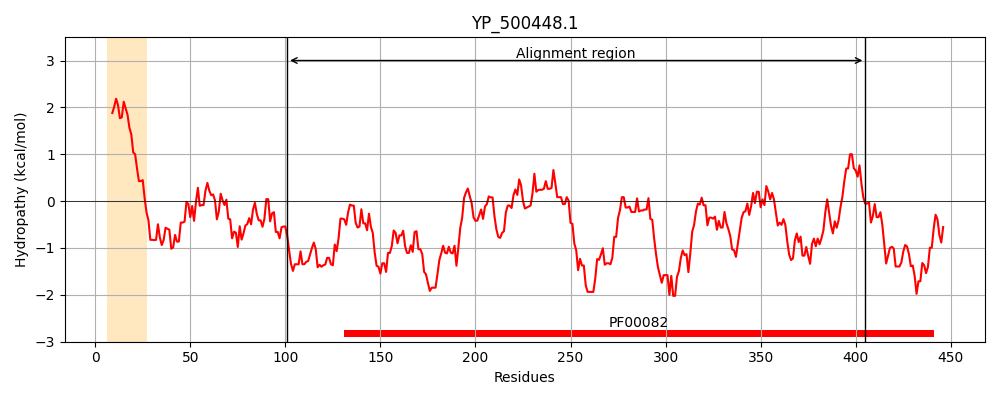 YP_500448.1
Alignment region
3
2
1
0
−1
−2
−3
Hydropathy (kcal/mol)
PF00082
0 50 100 150 200 250 300 350 400 450
Residues